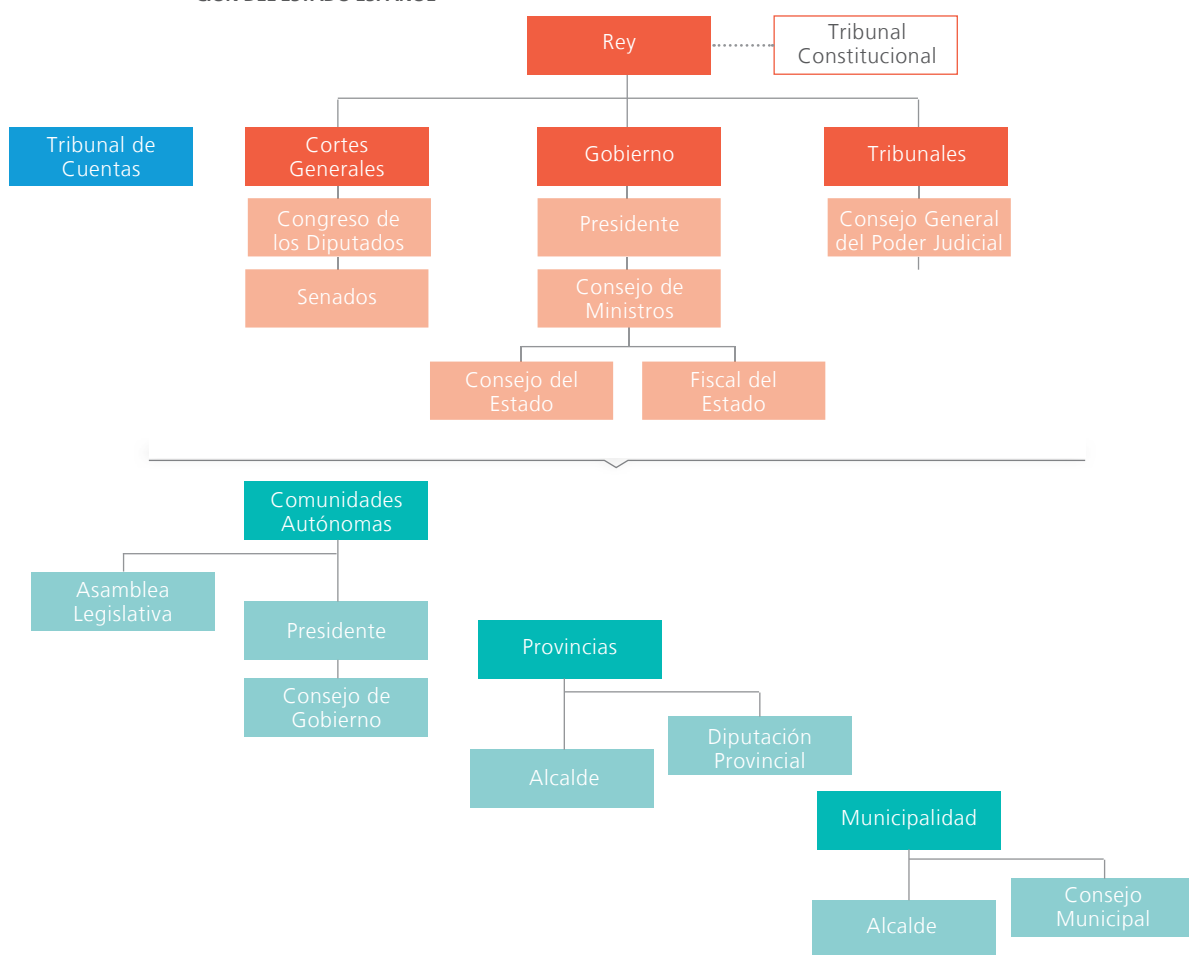 Rey
Tribunal
Constitucional
Tribunal de
Cuentas
Cortes
Generales
Gobierno
Tribunales
Congreso de
los Diputados
Presidente
Consejo General
del Poder Judicial
Senados
Consejo de
Ministros
Consejo del
Estado
Fiscal del
Estado
Comunidades
Autónomas
Asamblea
Legislativa
Presidente
Consejo de
Gobierno
Provincias
Alcalde
Diputación
Provincial
Municipalidad
Alcalde
Consejo
Municipal